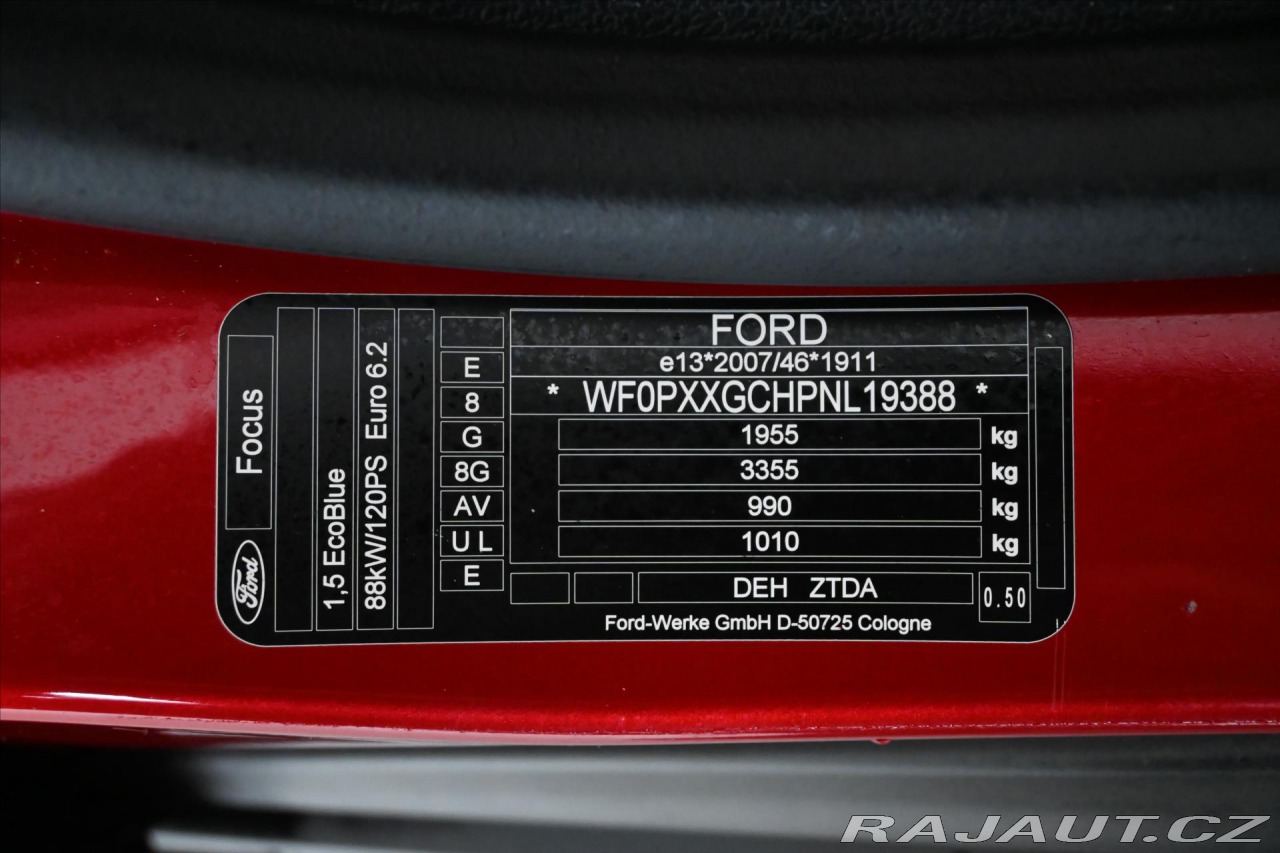 FORD
e13*2007/46*1911
* WF0PXXGCHPNL19388 *
1955 kg
3355 kg
990 kg
1010 kg
DEH ZTDA
0.50
Ford-Werke GmbH D-50725 Cologne
E
8
G
8G
AV
U L
E
Focus
Ford
1,5 EcoBlue
88kW/120PS Euro 6.2
RAJAUT.CZ